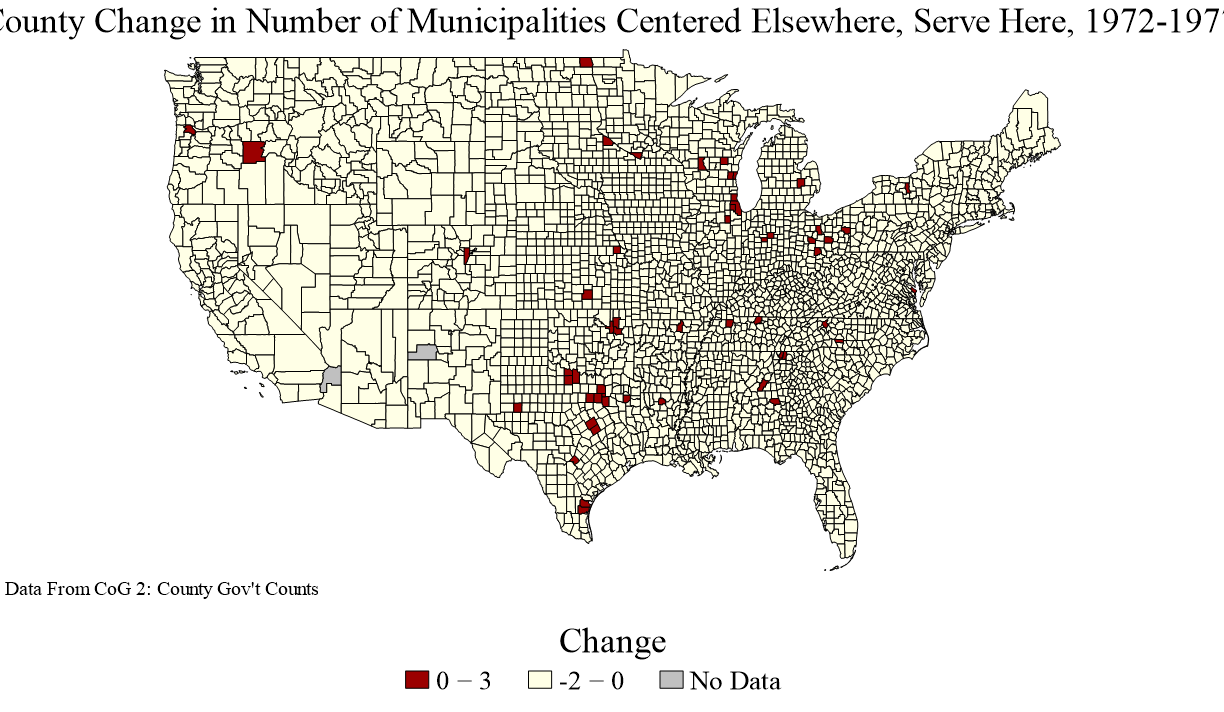 County Change in Number of Municipalities Centered Elsewhere, Serve Here, 1972-197
Data From CoG 2: County Gov't Counts
Change
0 − 3
-2 − 0
No Data